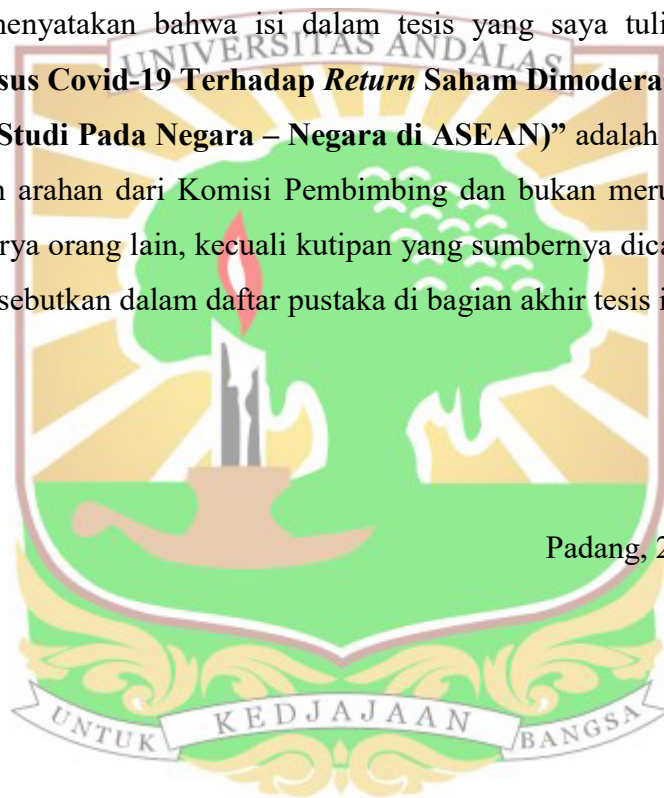 menyatakan bahwa isi dalam tesis yang saya tuli
UNIVERSITAS ANDALAS
sus Covid-19 Terhadap Return Saham Dimodera
Studi Pada Negara – Negara di ASEAN)” adalah
arahan dari Komisi Pembimbing dan bukan meru
rya orang lain, kecuali kutipan yang sumbernya dica
sebutkan dalam daftar pustaka di bagian akhir tesis i
Padang, 2
UNTUK KEDJAJAAN BANGSA